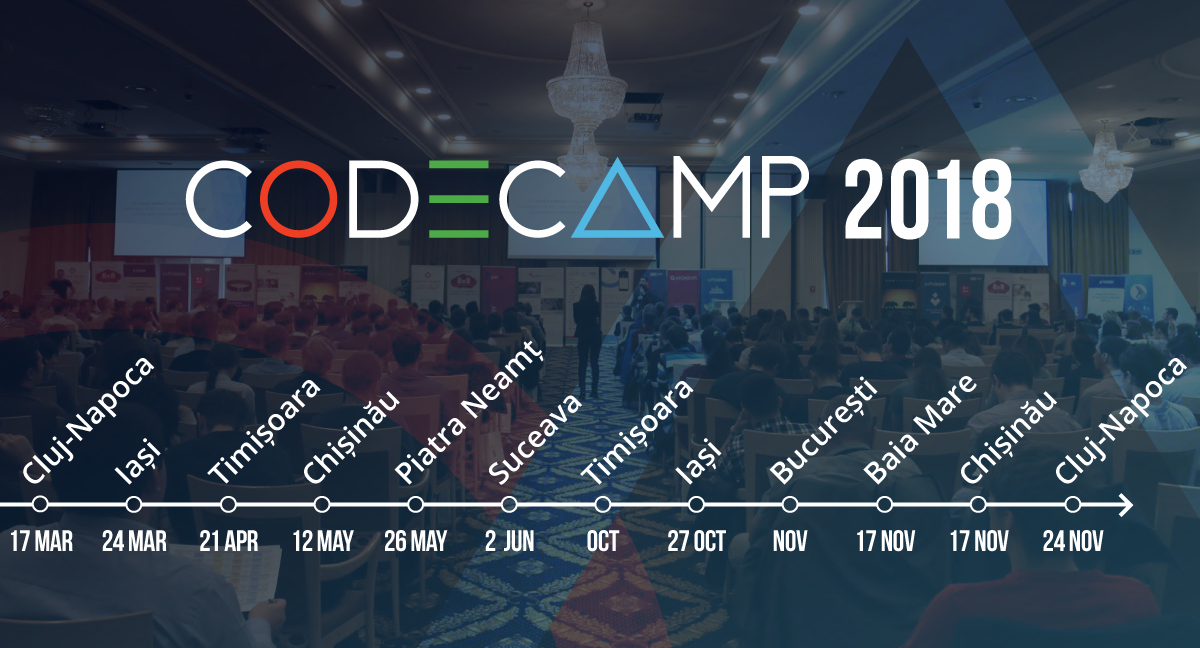 CODECAMP 2018
Cluj-Napoca
Iași
Timișoara
Chișinău
Piatra Neamț
Suceava
Timișoara
Iași
București
Baia Mare
Chișinău
Cluj-Napoca
17 MAR
24 MAR
21 APR
12 MAY
26 MAY
2 JUN
OCT
27 OCT
NOV
17 NOV
17 NOV
24 NOV